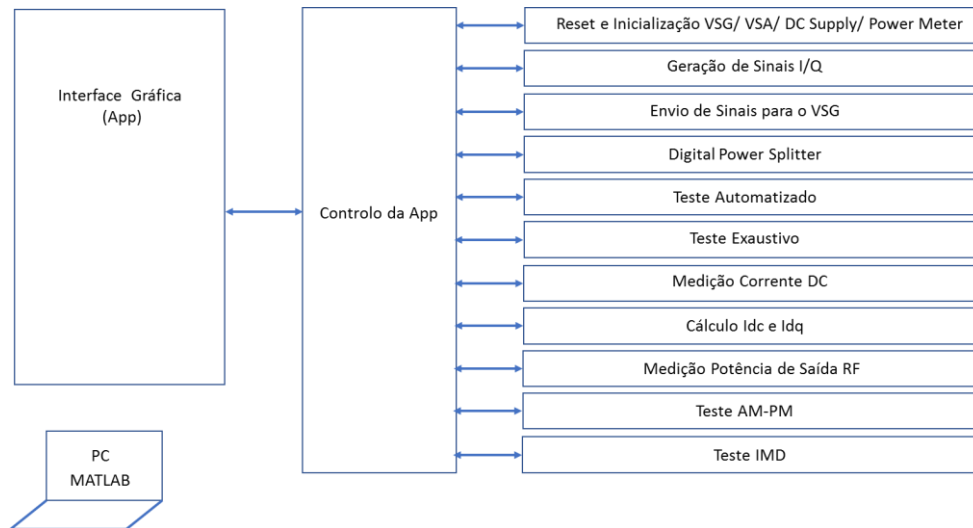 Interface Gráfica
(App)
PC
MATLAB
Controlo da App
Reset e Inicialização VSG/ VSA/ DC Supply/ Power Meter
Geração de Sinais I/Q
Envio de Sinais para o VSG
Digital Power Splitter
Teste Automatizado
Teste Exaustivo
Medição Corrente DC
Cálculo Idc e Idq
Medição Potência de Saída RF
Teste AM-PM
Teste IMD